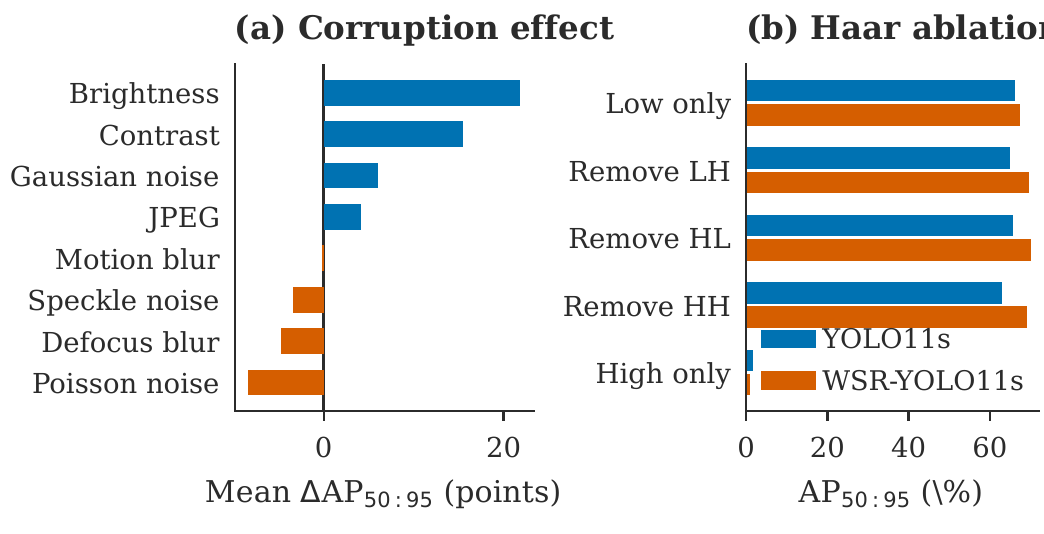 (a) Corruption effect
Brightness
Contrast
Gaussian noise
JPEG
Motion blur
Speckle noise
Defocus blur
Poisson noise
0 20
Mean ΔAP50:95 (points)
(b) Haar ablation
Low only
Remove LH
Remove HL
Remove HH
High only
YOLO11s
WSR-YOLO11s
0 20 40 60
AP50:95 (\%)